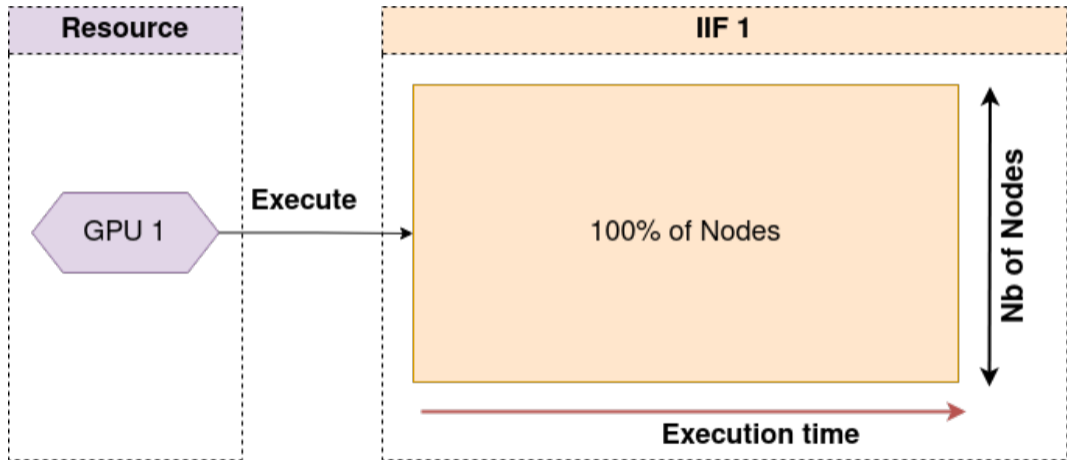 Resource
IIF 1
Execute
GPU 1
100% of Nodes
Nb of Nodes
Execution time